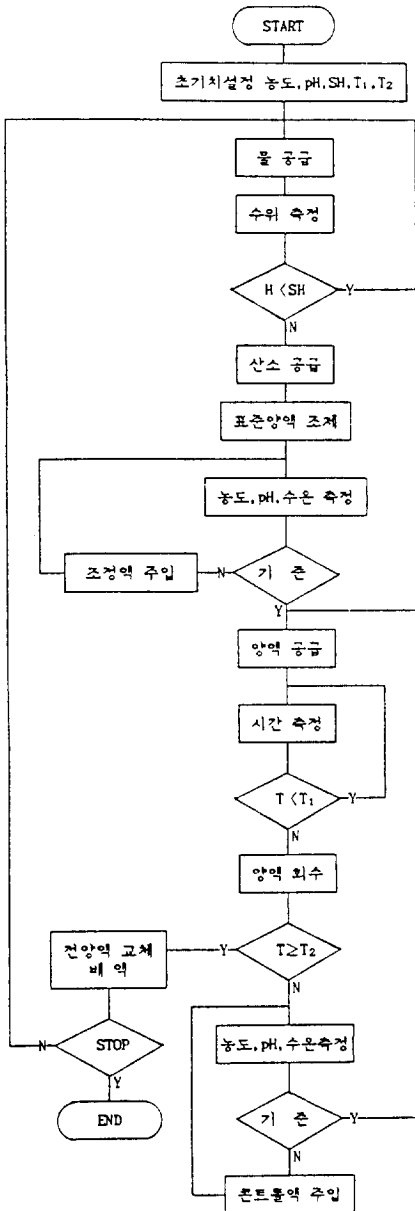 START
초기치설정 농도,pH,SH,T₁,T₂
물 공급
수위 측정
H < SH
Y
N
산소 공급
표준양액 조제
농도,pH,수온 측정
조정액 주입
N
기 준
Y
양액 공급
시간 측정
T < T₁
Y
N
양액 회수
전양액 교체
배 액
Y
T≥T₂
N
N
STOP
농도,pH,수온측정
Y
END
기 준
Y
N
콘트롤액 주입